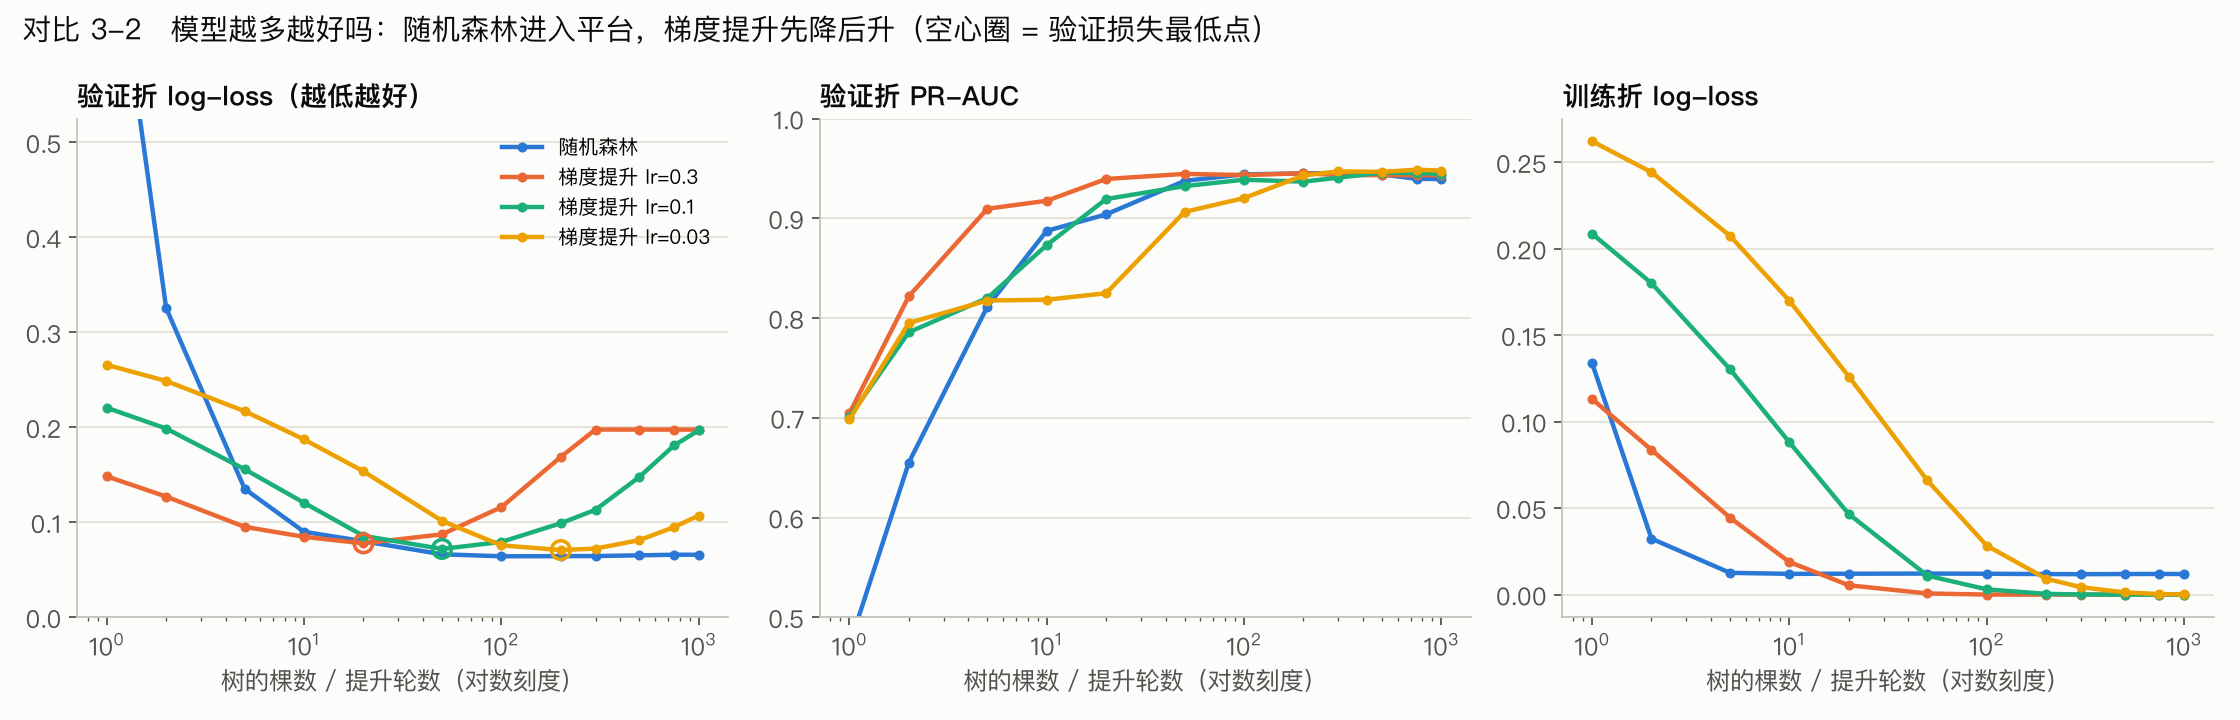 对比 3-2　模型越多越好吗：随机森林进入平台，梯度提升先降后升（空心圈 = 验证损失最低点）
验证折 log-loss（越低越好）
0.5
0.4
0.3
0.2
0.1
0.0
随机森林
梯度提升 lr=0.3
梯度提升 lr=0.1
梯度提升 lr=0.03
10⁰
10¹
10²
10³
树的棵数 / 提升轮数（对数刻度）
验证折 PR-AUC
1.0
0.9
0.8
0.7
0.6
0.5
10⁰
10¹
10²
10³
树的棵数 / 提升轮数（对数刻度）
训练折 log-loss
0.25
0.20
0.15
0.10
0.05
0.00
10⁰
10¹
10²
10³
树的棵数 / 提升轮数（对数刻度）